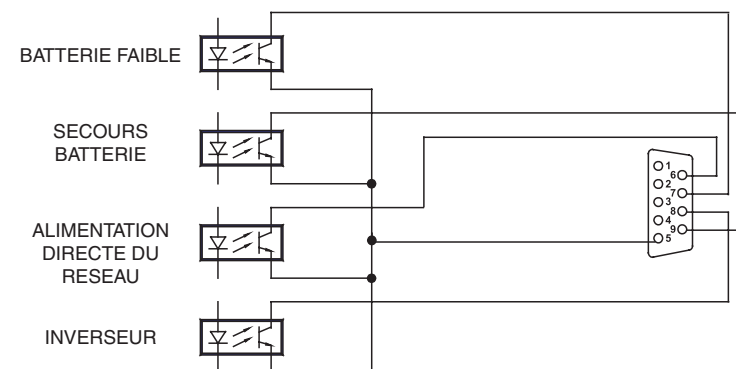 BATTERIE FAIBLE
SECOURS
BATTERIE
ALIMENTATION
DIRECTE DU
RESEAU
INVERSEUR
1
6
2
7
3
8
4
9
5